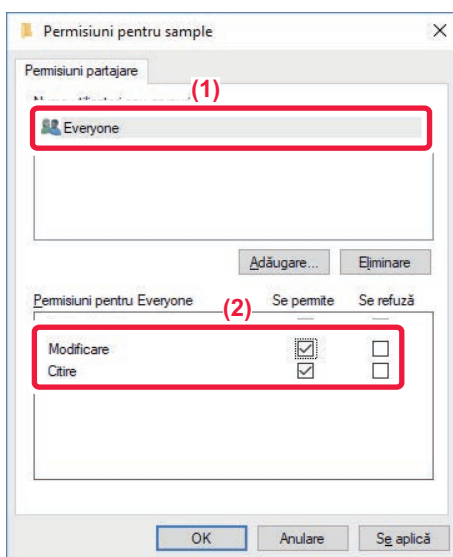 Permisiuni pentru sample
Permisiuni partajare
(1)
Everyone
Adăugare... Eliminare
Permisiuni pentru Everyone (2) Se permite Se refuză
Modificare
Citire
OK Anulare Se aplică